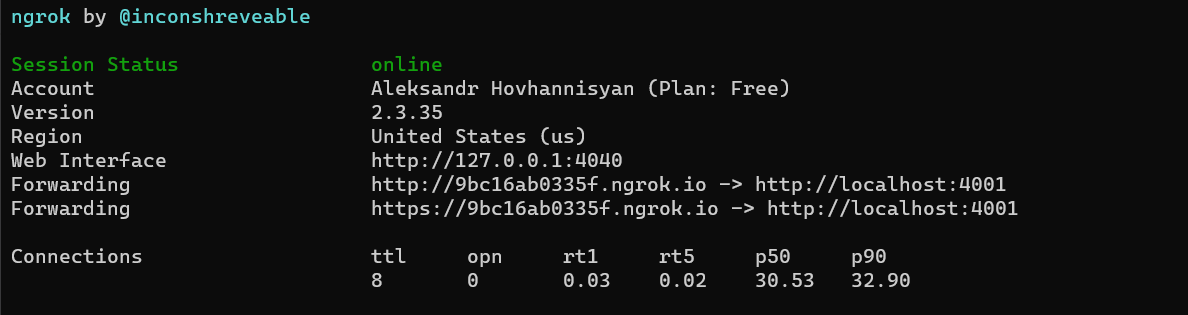 ngrok by @inconshreveable
Session Status online
Account Aleksandr Hovhannisyan (Plan: Free)
Version 2.3.35
Region United States (us)
Web Interface http://127.0.0.1:4040
Forwarding http://9bc16ab0335f.ngrok.io -> http://localhost:4001
Forwarding https://9bc16ab0335f.ngrok.io -> http://localhost:4001
Connections ttl opn rt1 rt5 p50 p90
8 0 0.03 0.02 30.53 32.90